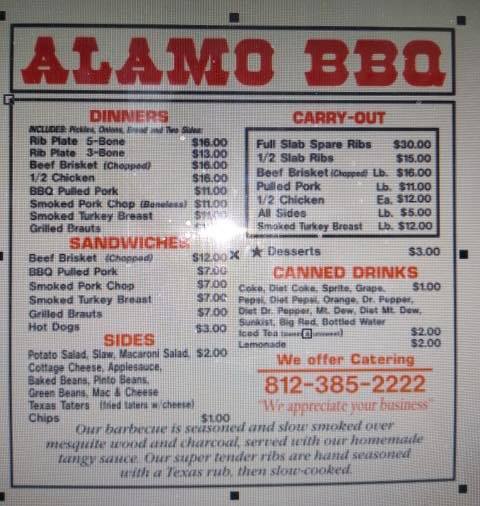 ALAMO BBQ
DINNERS
INCLUDES: Pickles, Onions, Bread and Two Sides:
Rib Plate 5-Bone $16.00
Rib Plate 3-Bone $13.00
Beef Brisket (Chopped) $16.00
1/2 Chicken $16.00
BBQ Pulled Pork $11.00
Smoked Pork Chop (Boneless) $11.00
Smoked Turkey Breast
Grilled Brauts
SANDWICHES
Beef Brisket (Chopped) $12.00
BBQ Pulled Pork $7.00
Smoked Pork Chop $7.00
Smoked Turkey Breast $7.00
Grilled Brauts $7.00
Hot Dogs $3.00
SIDES
Potato Salad, Slaw, Macaroni Salad, $2.00
Cottage Cheese, Applesauce,
Baked Beans, Pinto Beans,
Green Beans, Mac & Cheese
Texas Taters (fried taters w/cheese)
Chips $1.00
CARRY-OUT
Full Slab Spare Ribs $30.00
1/2 Slab Ribs $15.00
Beef Brisket (Chopped) Lb. $16.00
Pulled Pork Lb. $11.00
1/2 Chicken Ea. $12.00
All Sides Lb. $5.00
Smoked Turkey Breast Lb. $12.00
★ Desserts $3.00
CANNED DRINKS
Coke, Diet Coke, Sprite, Grape, $1.00
Pepsi, Diet Pepsi, Orange, Dr. Pepper,
Diet Dr. Pepper, Mt. Dew, Diet Mt. Dew,
Sunkist, Big Red, Bottled Water
Iced Tea $2.00
Lemonade $2.00
We offer Catering
812-385-2222
"We appreciate your business"
Our barbecue is seasoned and slow smoked over
mesquite wood and charcoal, served with our homemade
tangy sauce. Our super tender ribs are hand seasoned
with a Texas rub, then slow-cooked.